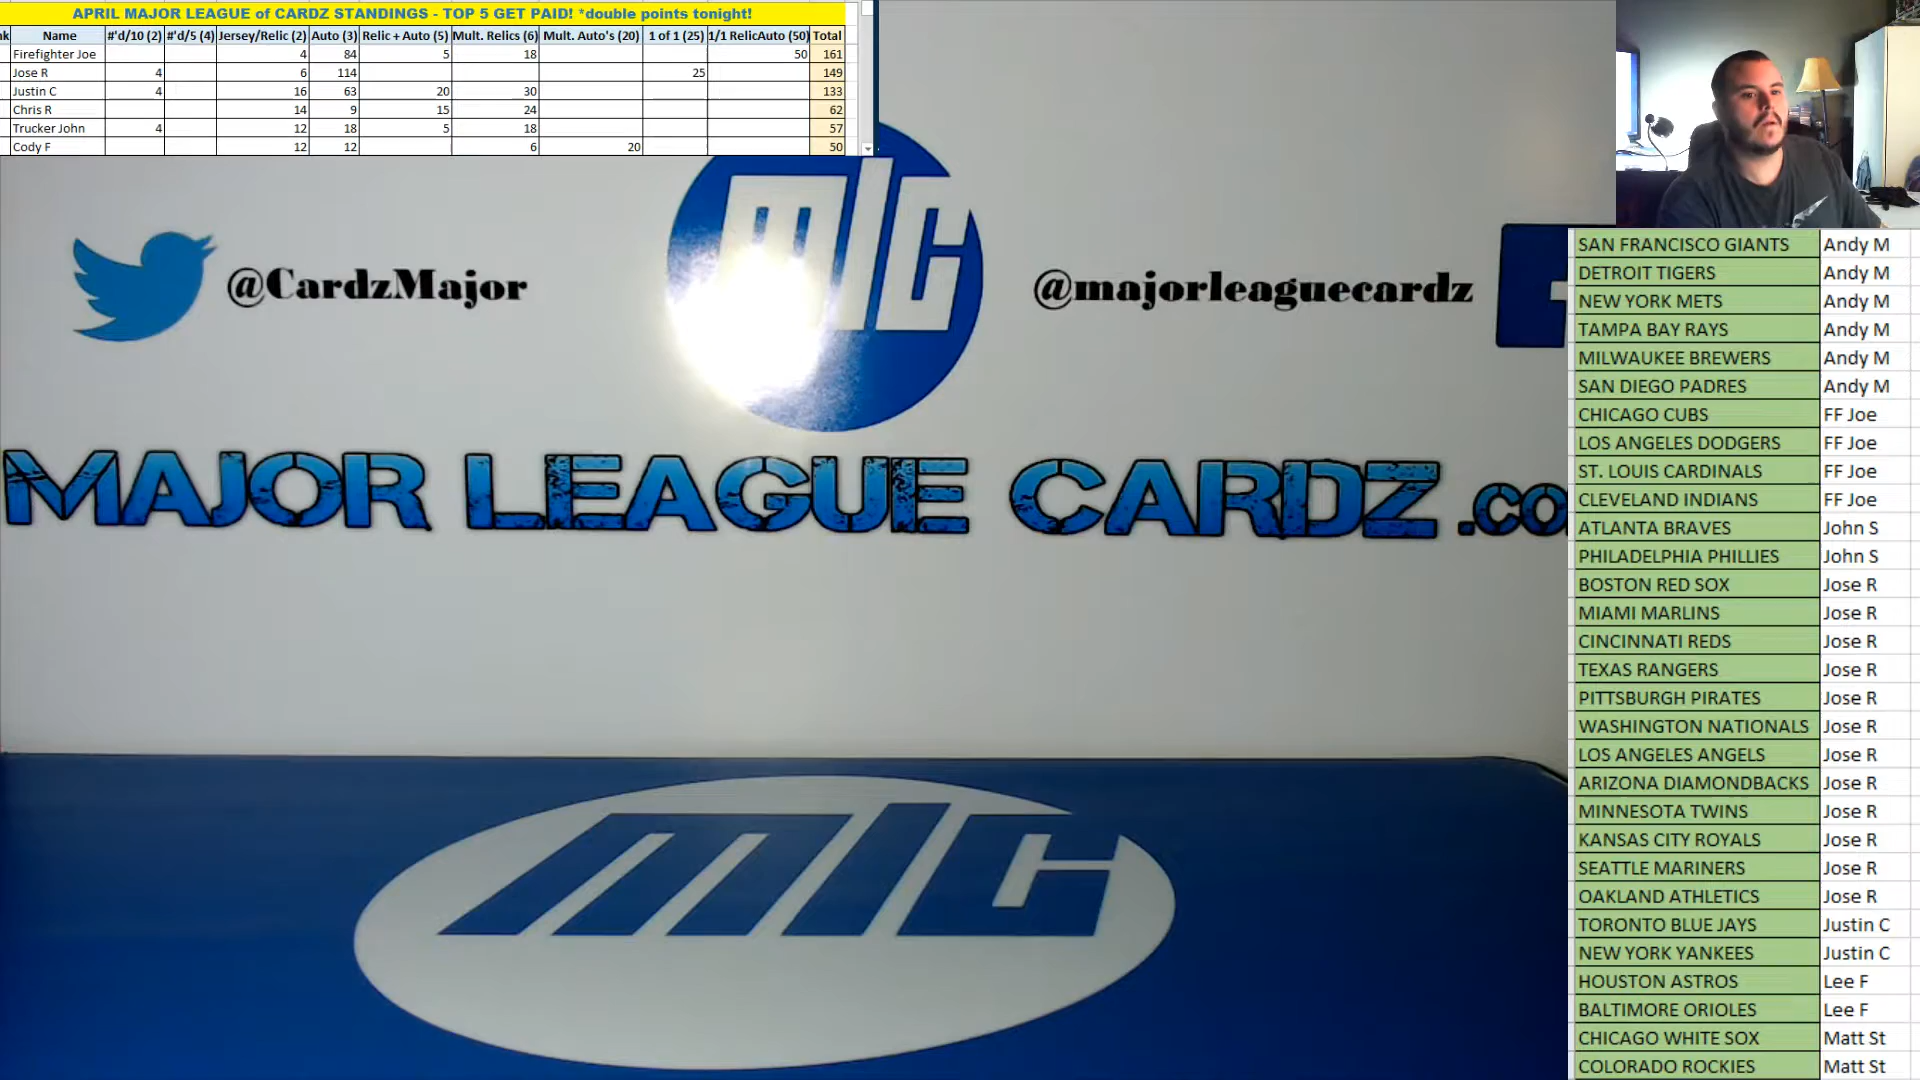 APRIL MAJOR LEAGUE of CARDZ STANDINGS - TOP 5 GET PAID! *double points tonight!
Name #'d/10 (2) #'d/5 (4) Jersey/Relic (2) Auto (3) Relic + Auto (5) Mult. Relics (6) Mult. Auto's (20) 1 of 1 (25) 1/1 RelicAuto (50) Total
Firefighter Joe 4 84 5 18 50 161
Jose R 4 6 114 25 149
Justin C 4 16 63 20 30 133
Chris R 14 9 15 24 62
Trucker John 4 12 18 5 18 57
Cody F 12 12 6 20 50
MLC
@CardzMajor
@majorleaguecardz
MAJOR LEAGUE CARDZ .co
MLC
SAN FRANCISCO GIANTS Andy M
DETROIT TIGERS Andy M
NEW YORK METS Andy M
TAMPA BAY RAYS Andy M
MILWAUKEE BREWERS Andy M
SAN DIEGO PADRES Andy M
CHICAGO CUBS FF Joe
LOS ANGELES DODGERS FF Joe
ST. LOUIS CARDINALS FF Joe
CLEVELAND INDIANS FF Joe
ATLANTA BRAVES John S
PHILADELPHIA PHILLIES John S
BOSTON RED SOX Jose R
MIAMI MARLINS Jose R
CINCINNATI REDS Jose R
TEXAS RANGERS Jose R
PITTSBURGH PIRATES Jose R
WASHINGTON NATIONALS Jose R
LOS ANGELES ANGELS Jose R
ARIZONA DIAMONDBACKS Jose R
MINNESOTA TWINS Jose R
KANSAS CITY ROYALS Jose R
SEATTLE MARINERS Jose R
OAKLAND ATHLETICS Jose R
TORONTO BLUE JAYS Justin C
NEW YORK YANKEES Justin C
HOUSTON ASTROS Lee F
BALTIMORE ORIOLES Lee F
CHICAGO WHITE SOX Matt St
COLORADO ROCKIES Matt St